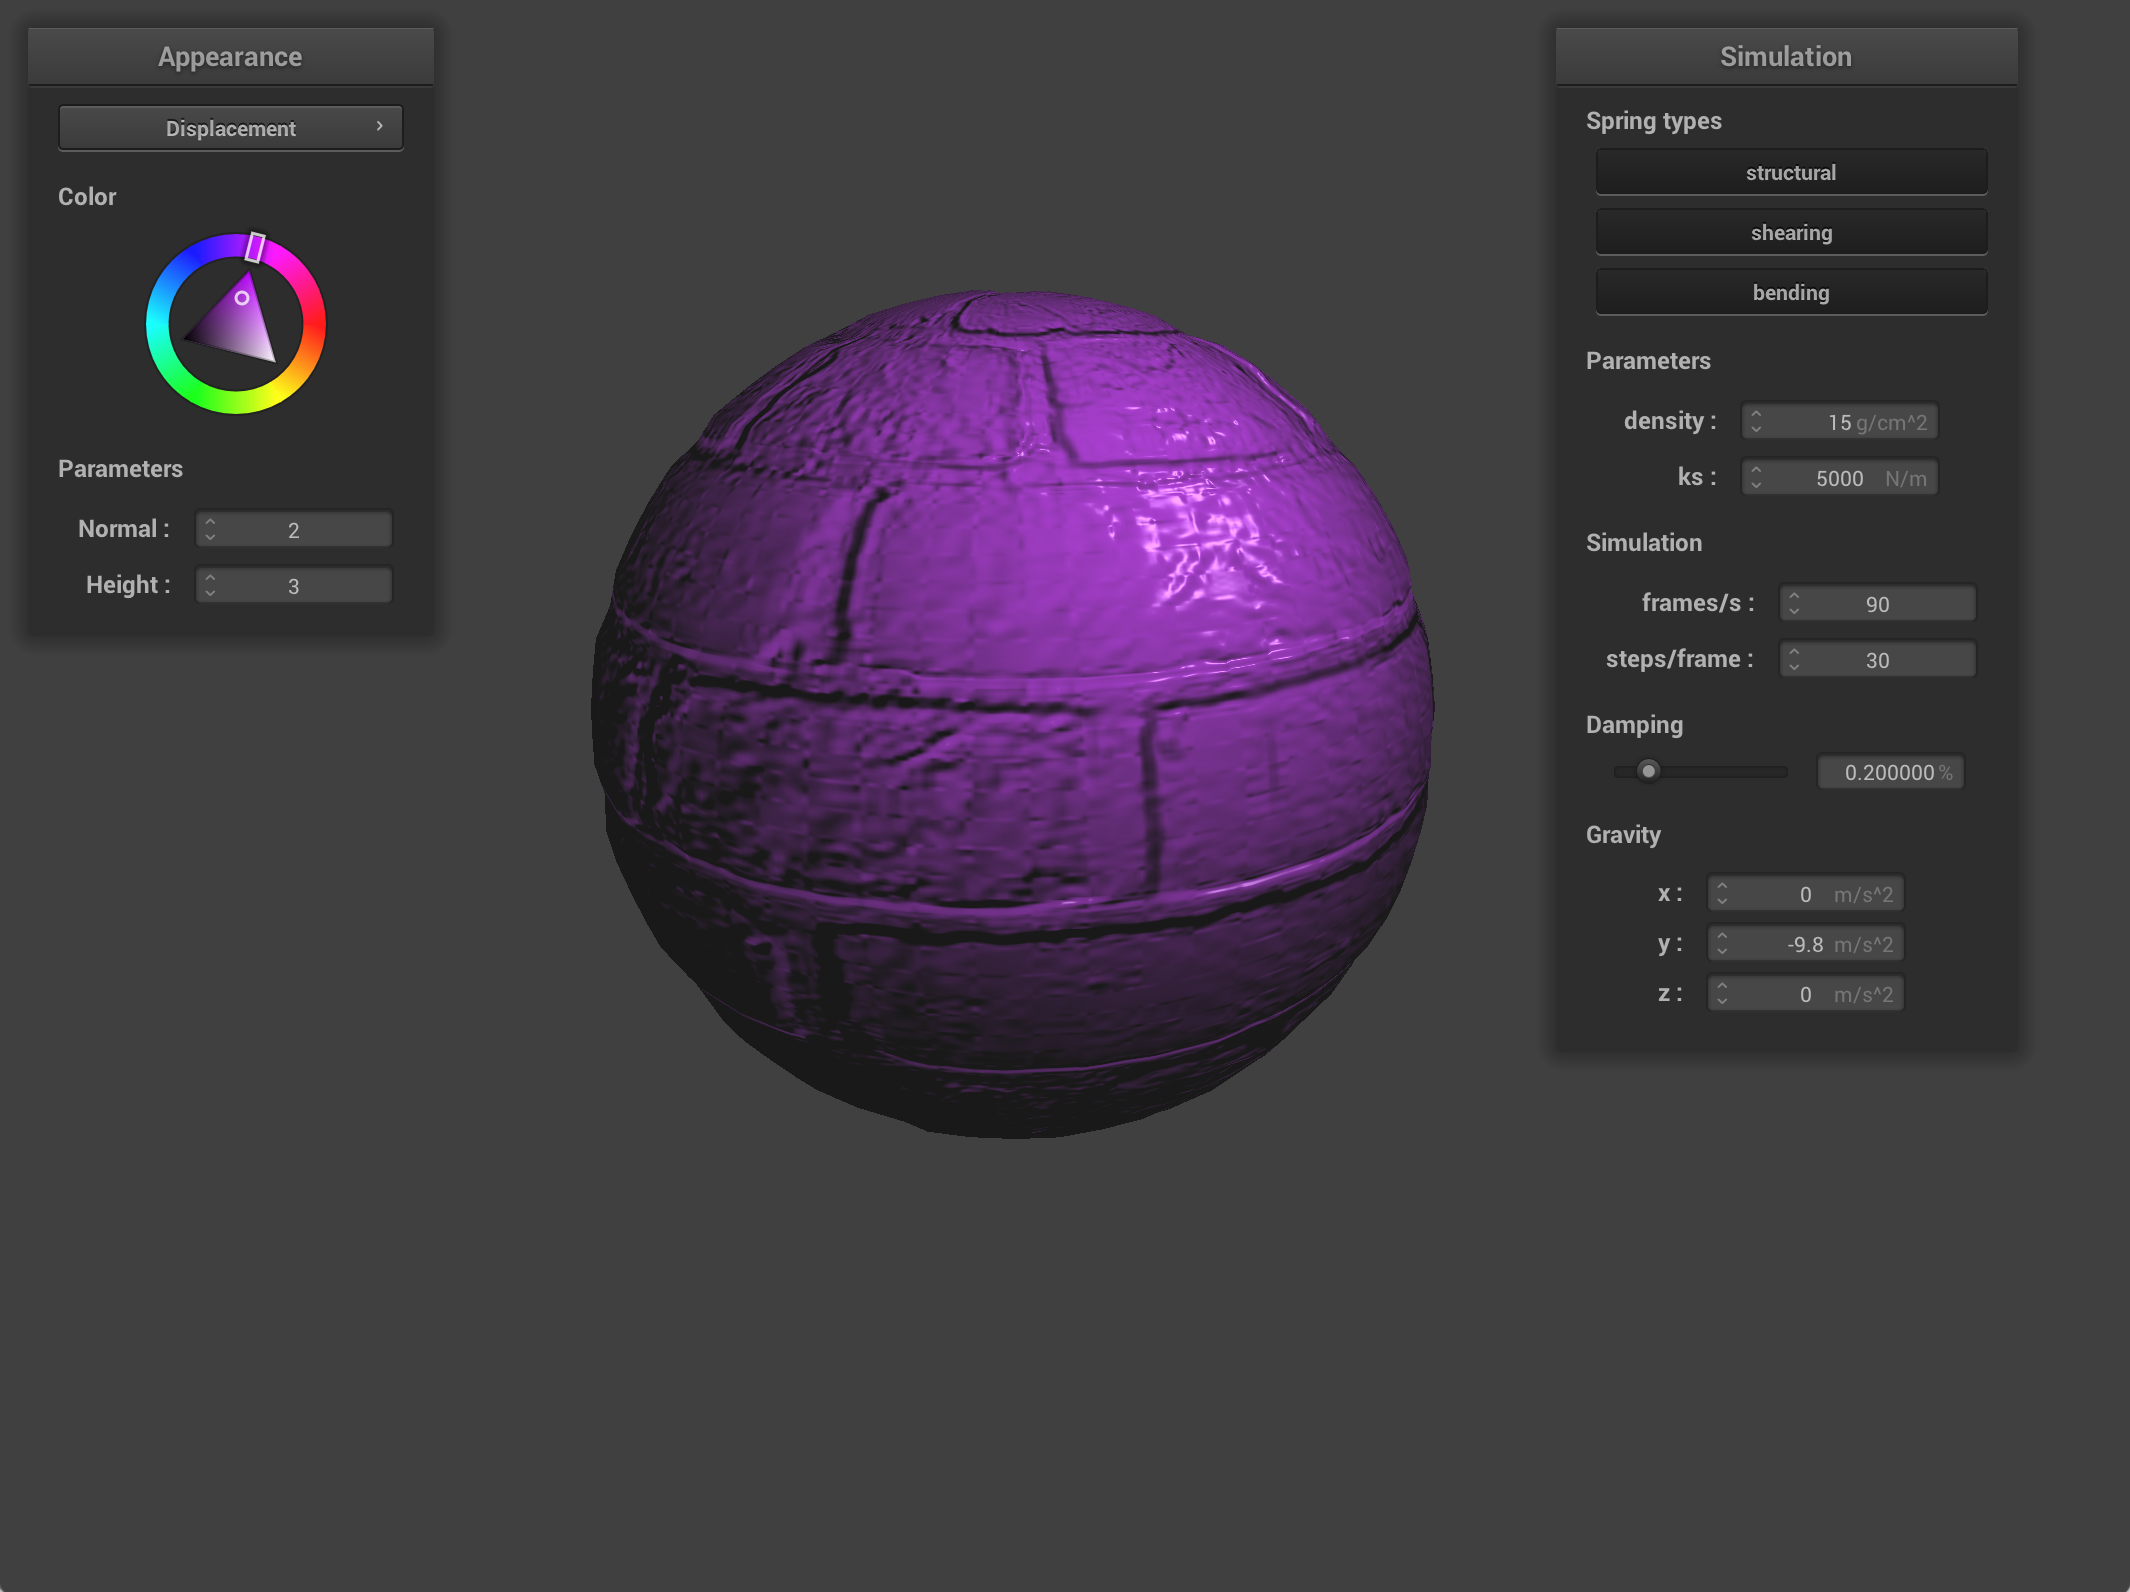 Appearance
Displacement
Color
Parameters
Normal : 2
Height : 3
Simulation
Spring types
structural
shearing
bending
Parameters
density : 15 g/cm^2
ks : 5000 N/m
Simulation
frames/s : 90
steps/frame : 30
Damping
0.200000 %
Gravity
x : 0 m/s^2
y : -9.8 m/s^2
z : 0 m/s^2